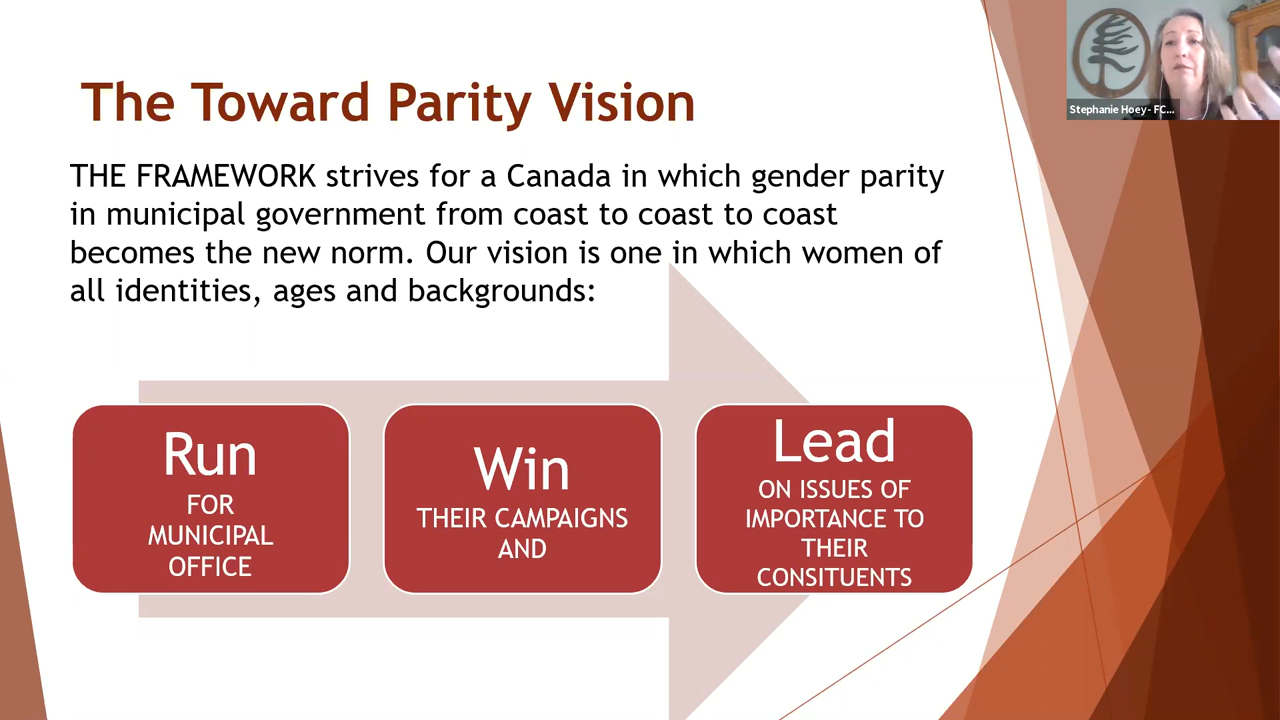 The Toward Parity Vision
THE FRAMEWORK strives for a Canada in which gender parity
in municipal government from coast to coast to coast
becomes the new norm. Our vision is one in which women of
all identities, ages and backgrounds:
Run
FOR
MUNICIPAL
OFFICE
Win
THEIR CAMPAIGNS
AND
Lead
ON ISSUES OF
IMPORTANCE TO
THEIR
CONSITUENTS
Stephanie Hoey- FC...